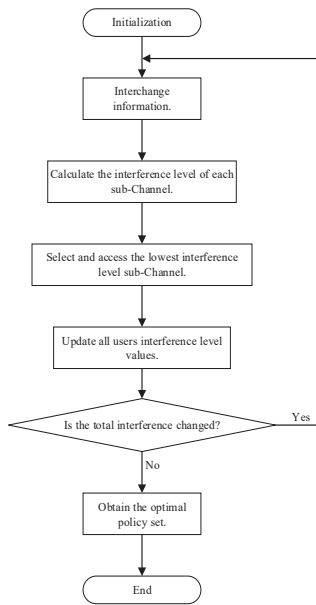 Initialization
Interchange
information.
Calculate the interference level of each
sub-Channel.
Select and access the lowest interference
level sub-Channel.
Update all users interference level
values.
Is the total interference changed?
Yes
No
Obtain the optimal
policy set.
End